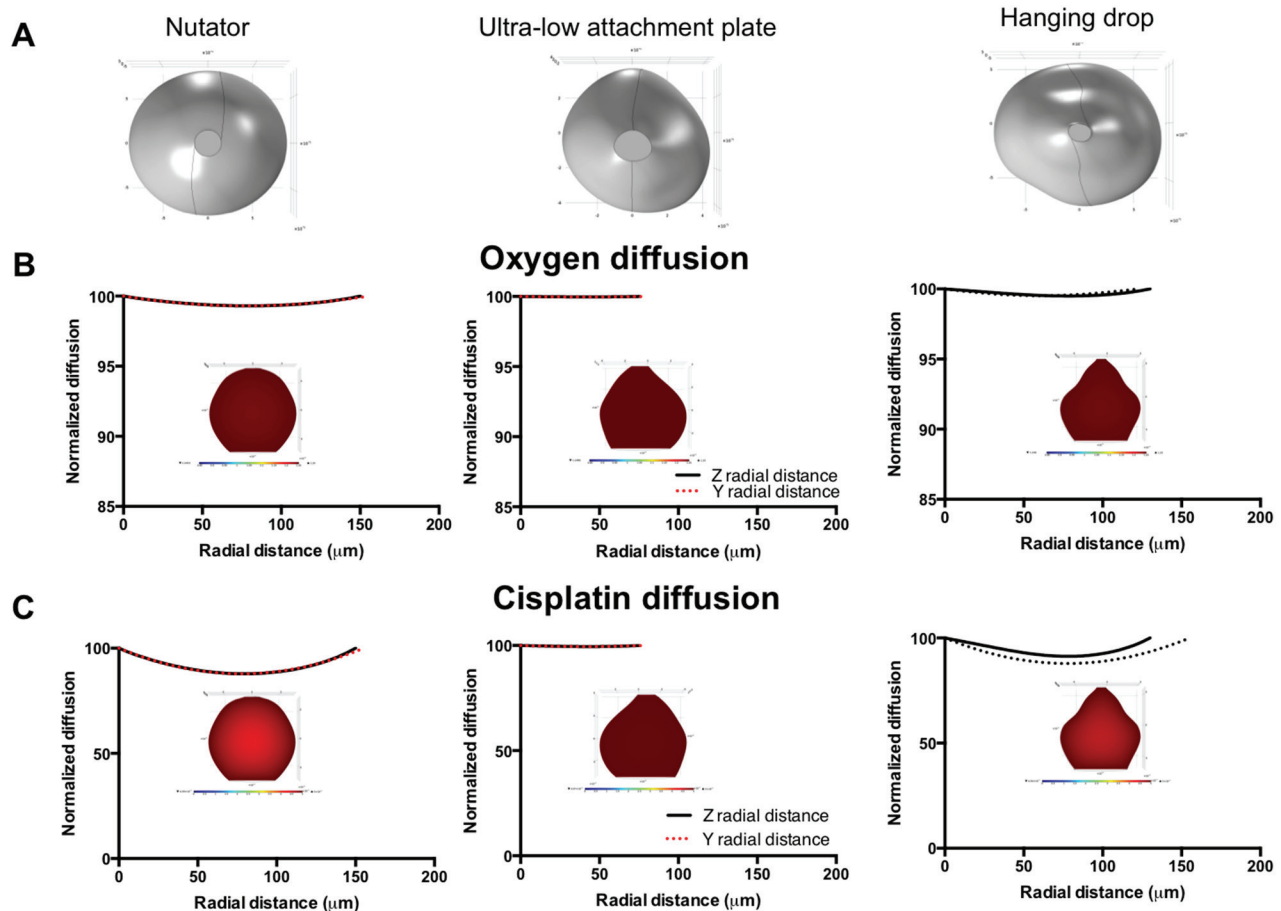 A
Nutator
Ultra-low attachment plate
Hanging drop
B
Oxygen diffusion
Normalized diffusion
100
95
90
85
0
50
100
150
200
Radial distance (μm)
Normalized diffusion
100
95
90
85
0
50
100
150
200
Radial distance (μm)
Z radial distance
Y radial distance
Normalized diffusion
100
95
90
85
0
50
100
150
200
Radial distance (μm)
C
Cisplatin diffusion
Normalized diffusion
100
50
0
0
50
100
150
200
Radial distance (μm)
Normalized diffusion
100
50
0
0
50
100
150
200
Radial distance (μm)
Z radial distance
Y radial distance
Normalized diffusion
100
50
0
0
50
100
150
200
Radial distance (μm)